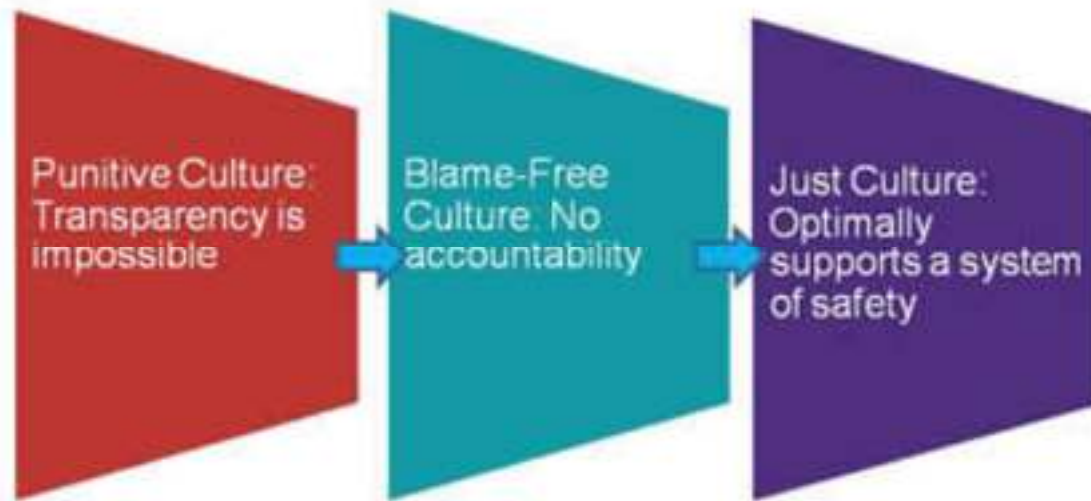 Punitive Culture:
Transparency is
impossible
Blame-Free
Culture: No
accountability
Just Culture:
Optimally
supports a system
of safety